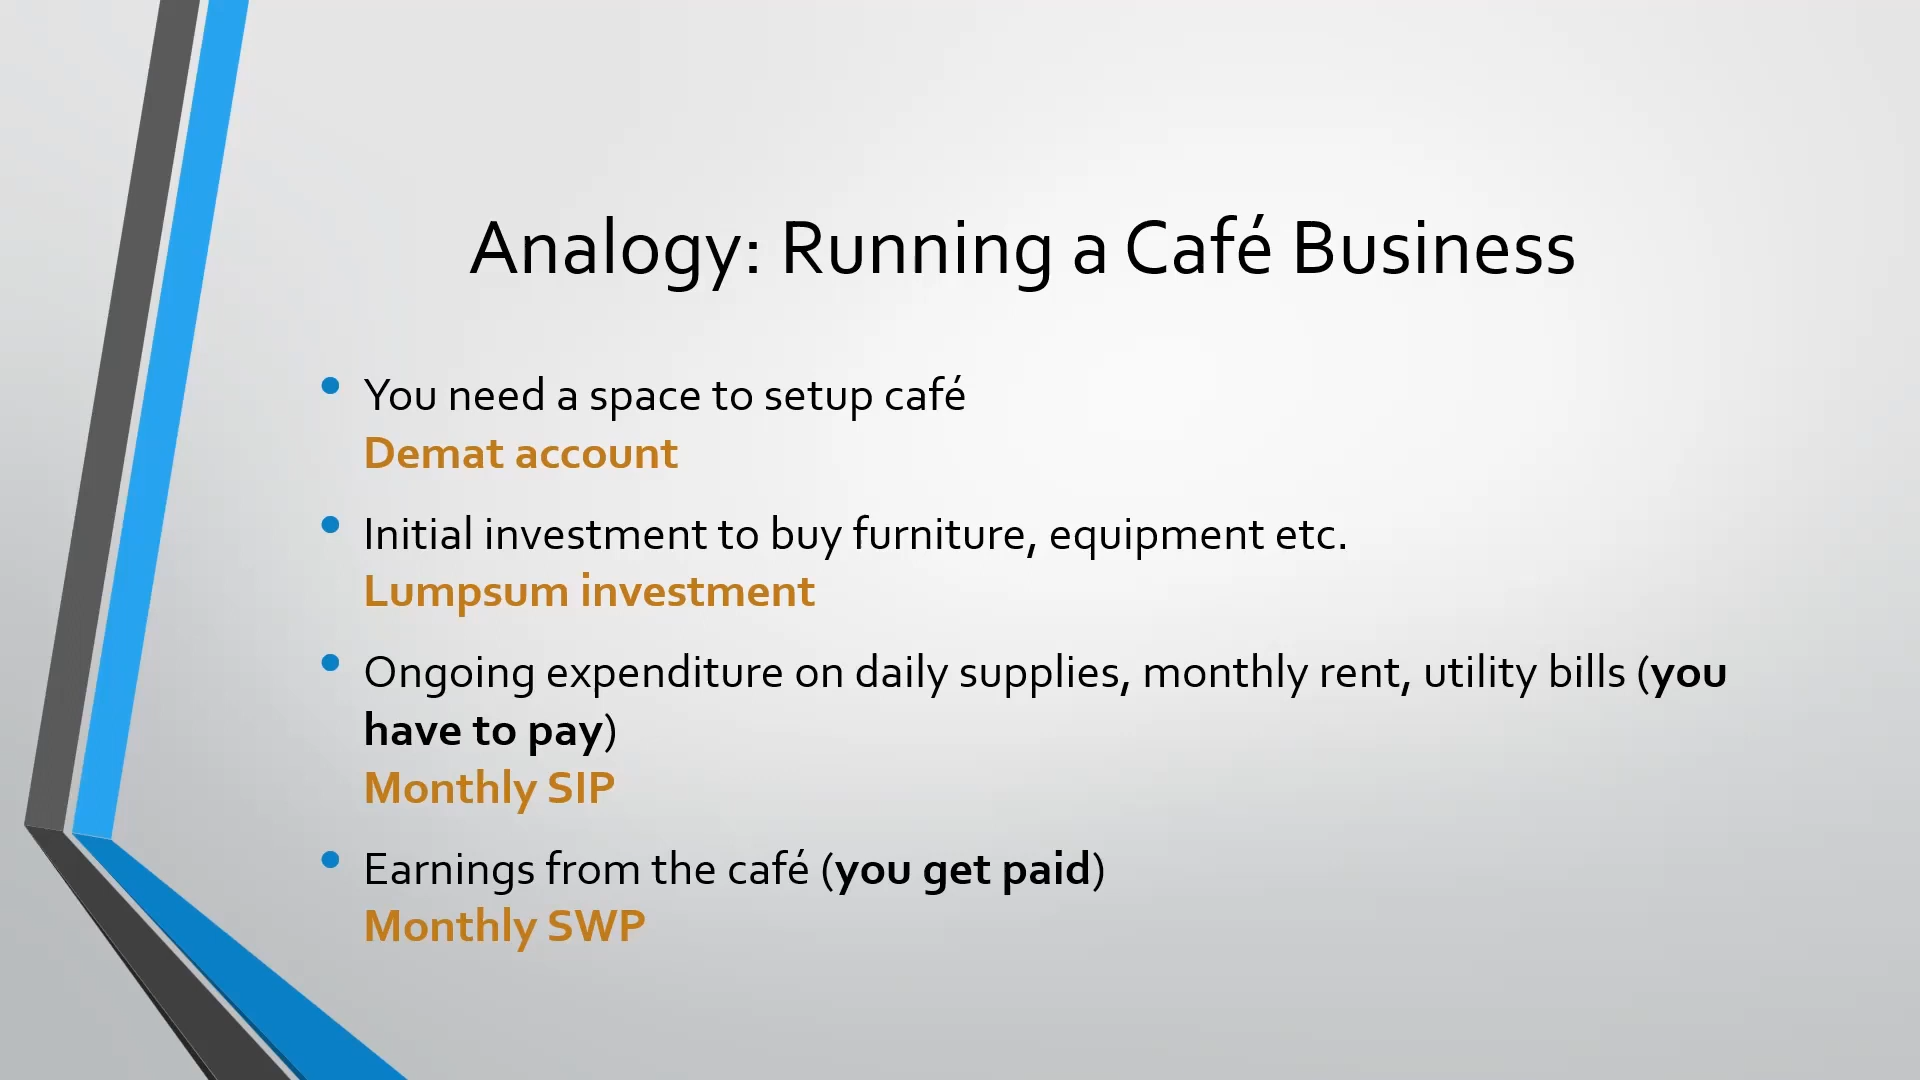 Analogy: Running a Café Business
• You need a space to setup café
Demat account
• Initial investment to buy furniture, equipment etc.
Lumpsum investment
• Ongoing expenditure on daily supplies, monthly rent, utility bills (you
have to pay)
Monthly SIP
• Earnings from the café (you get paid)
Monthly SWP